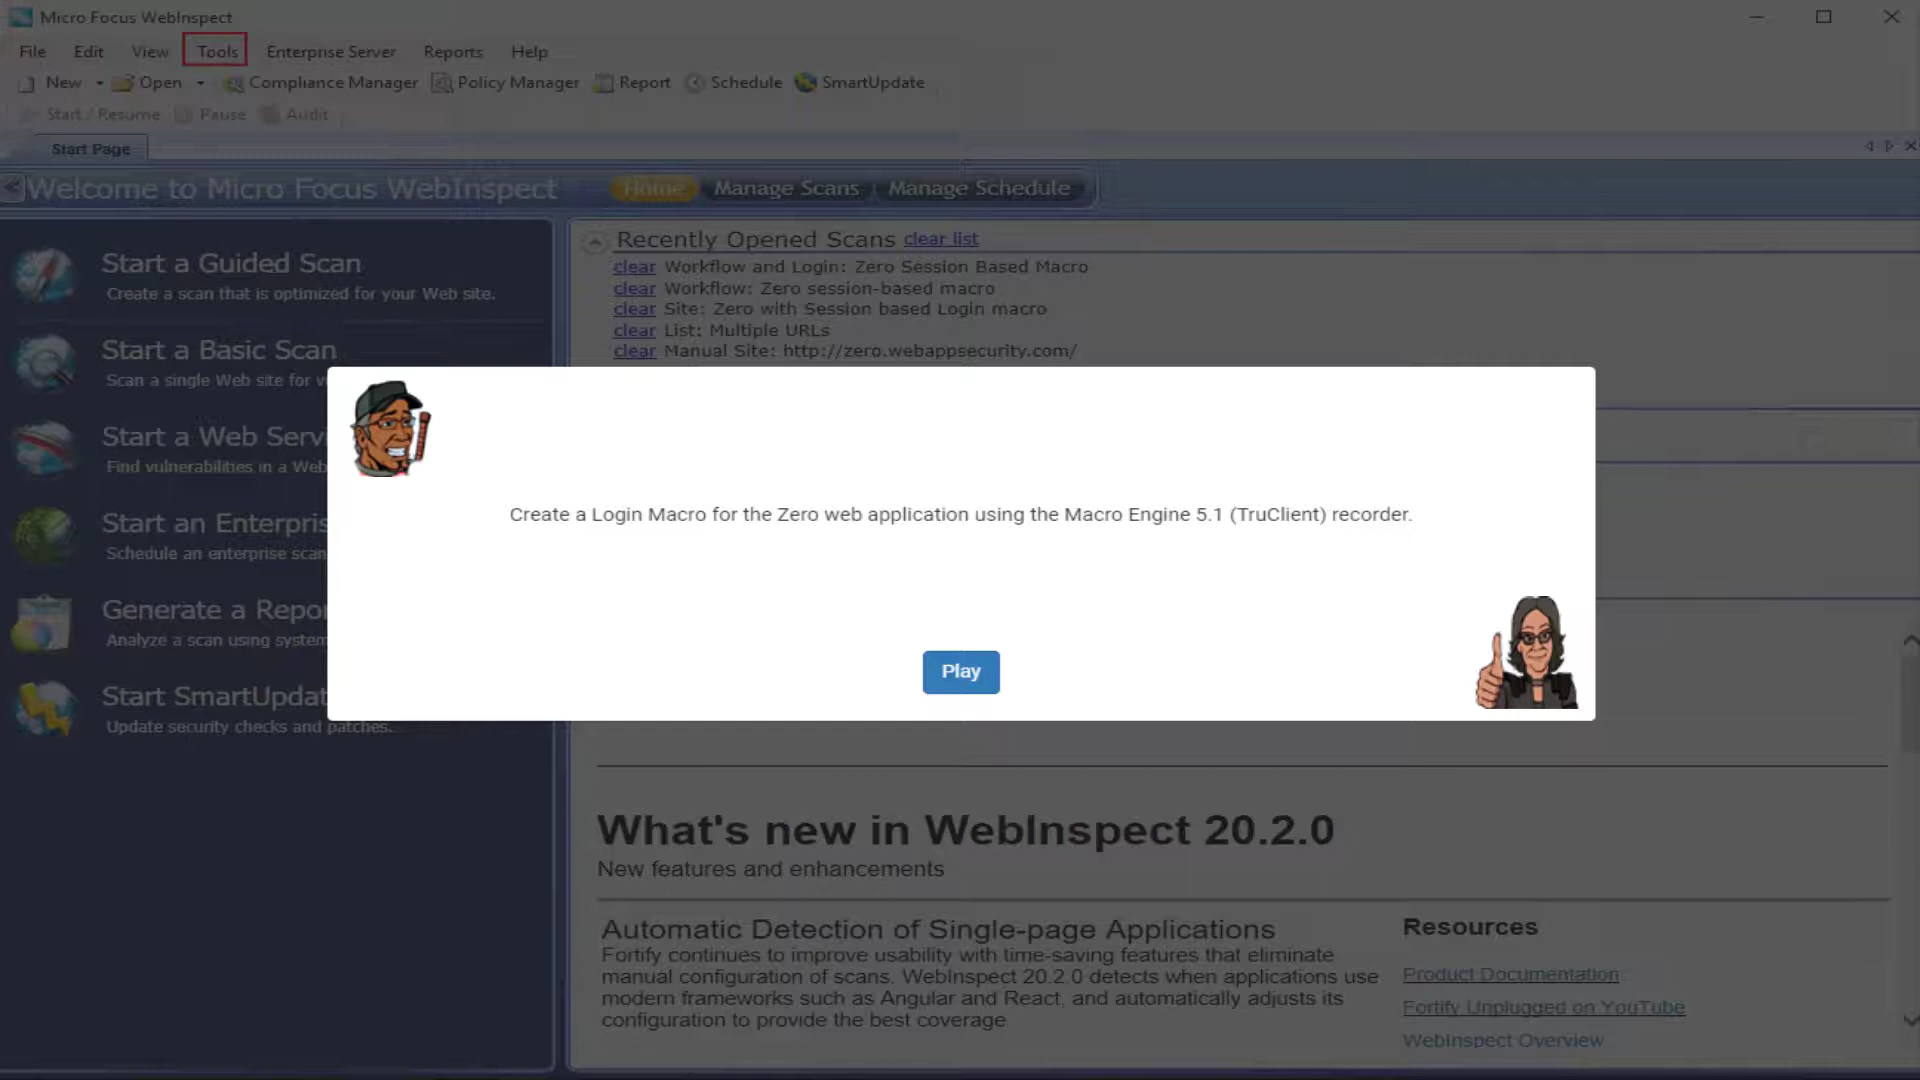 Micro Focus WebInspect
File Edit View Tools Enterprise Server Reports Help
New Open Compliance Manager Policy Manager Report Schedule SmartUpdate
Start / Resume Pause Audit
Start Page
Welcome to Micro Focus WebInspect Home Manage Scans Manage Schedule
Start a Guided Scan
Create a scan that is optimized for your Web site.
Start a Basic Scan
Scan a single Web site for
Start a Web
Find vulnerabilities in a Web
Start an
Schedule an enterprise scan
Generate a
Analyze a scan using system
Start
Update security checks and patches.
Recently Opened Scans clear list
clear Workflow and Login: Zero Session Based Macro
clear Workflow: Zero session-based macro
clear Site: Zero with Session based Login macro
clear List: Multiple URLs
clear Manual Site: http://zero.webappsecurity.com/
Create a Login Macro for the Zero web application using the Macro Engine 5.1 (TruClient) recorder.
Play
What's new in WebInspect 20.2.0
New features and enhancements
Automatic Detection of Single-page Applications
Fortify continues to improve usability with time-saving features that eliminate
manual configuration of scans. WebInspect 20.2.0 detects when applications use
modern frameworks such as Angular and React, and automatically adjusts its
configuration to provide the best coverage
Resources
Product Documentation
Fortify Unplugged on YouTube
WebInspect Overview